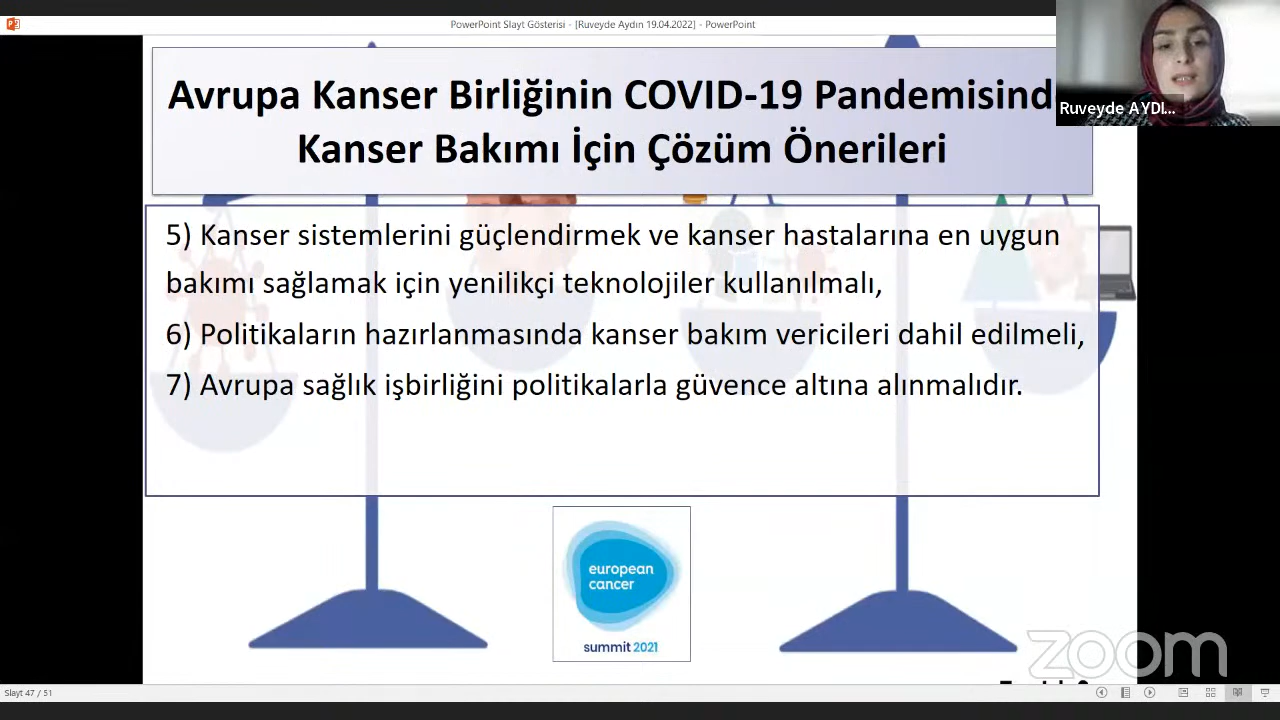 PowerPoint Slayt Gösterisi - [Ruveyde Aydın 19.04.2022] - PowerPoint
Avrupa Kanser Birliğinin COVID-19 Pandemisind
Kanser Bakımı İçin Çözüm Önerileri
Ruveyde AYDI...
5) Kanser sistemlerini güçlendirmek ve kanser hastalarına en uygun
bakımı sağlamak için yenilikçi teknolojiler kullanılmalı,
6) Politikaların hazırlanmasında kanser bakım vericileri dahil edilmeli,
7) Avrupa sağlık işbirliğini politikalarla güvence altına alınmalıdır.
european
cancer
summit 2021
zoom
Slayt 47 / 51